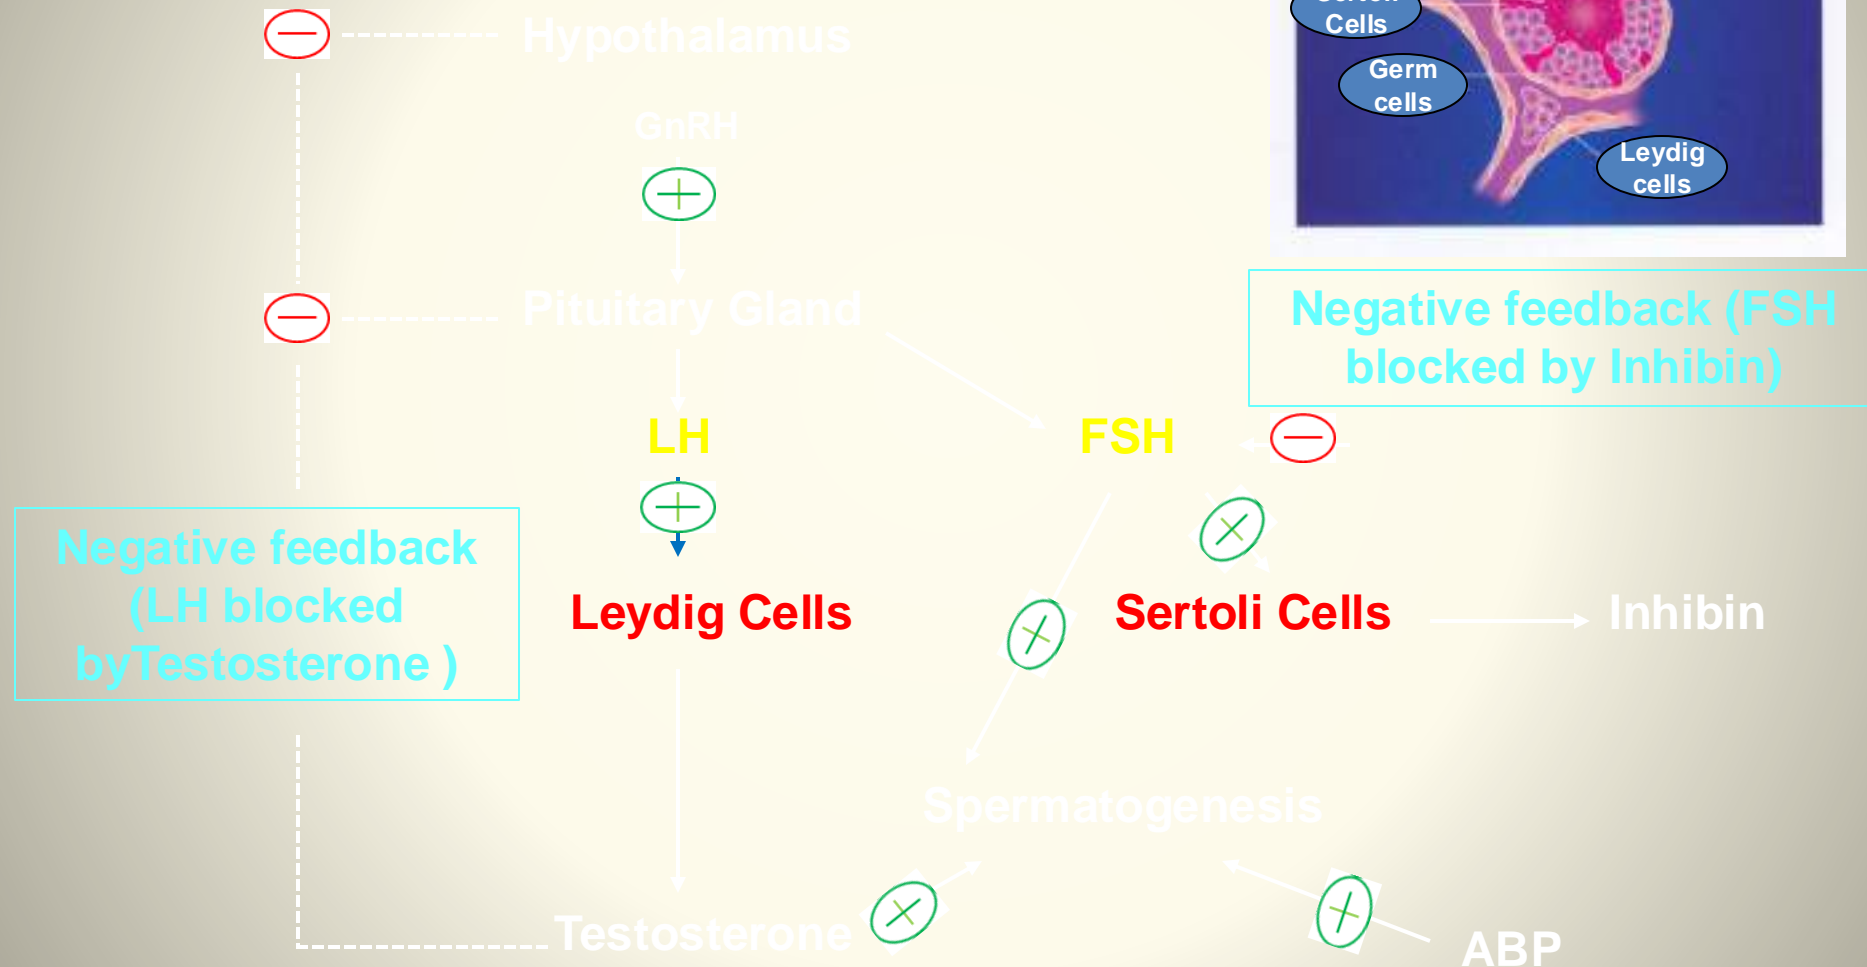 Cells
Hypothalamus
Germ
cells
GnRH
Leydig
cells
Pituitary Gland
Negative feedback (FSH
blocked by Inhibin)
LH
FSH
Negative feedback
(LH blocked
byTestosterone )
Leydig Cells
Sertoli Cells
Inhibin
Spermatogenesis
Testosterone
ABP